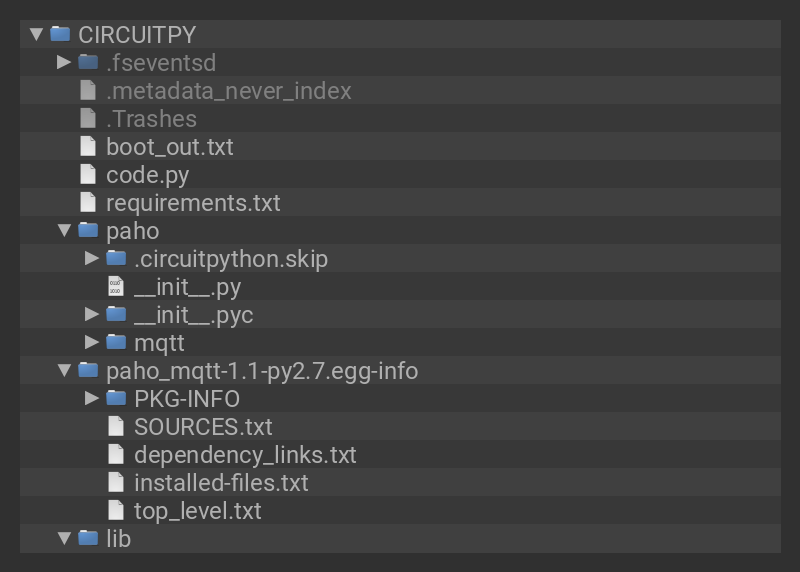 CIRCUITPY
.fseventsd
.metadata_never_index
.Trashes
boot_out.txt
code.py
requirements.txt
paho
.circuitpython.skip
__init__.py
__init__.pyc
mqtt
paho_mqtt-1.1-py2.7.egg-info
PKG-INFO
SOURCES.txt
dependency_links.txt
installed-files.txt
top_level.txt
lib